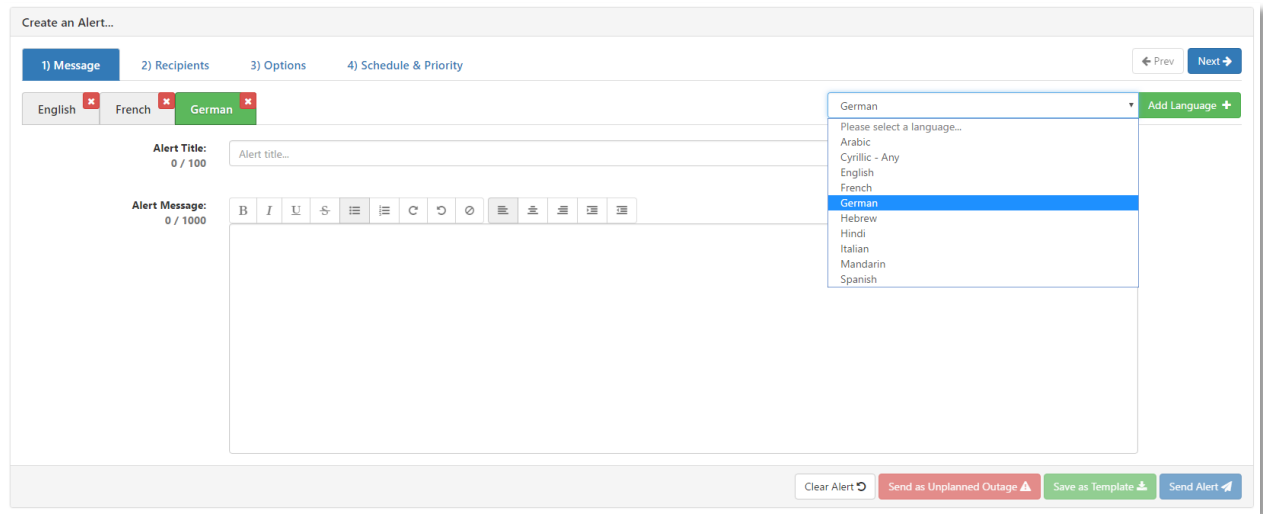 Create an Alert...
1) Message 2) Recipients 3) Options 4) Schedule & Priority Prev Next
English French German German Add Language
Please select a language...
Arabic
Cyrillic - Any
English
French
German
Hebrew
Hindi
Italian
Mandarin
Spanish
Alert Title: Alert title...
0 / 100
Alert Message: B I U S
0 / 1000
Clear Alert Send as Unplanned Outage Save as Template Send Alert